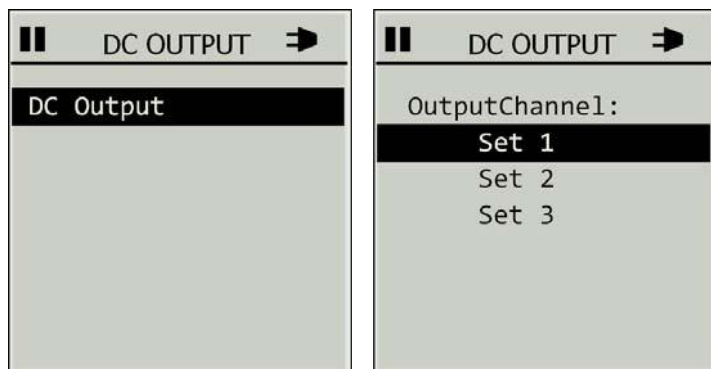 DC OUTPUT
DC Output
DC OUTPUT
OutputChannel:
Set 1
Set 2
Set 3